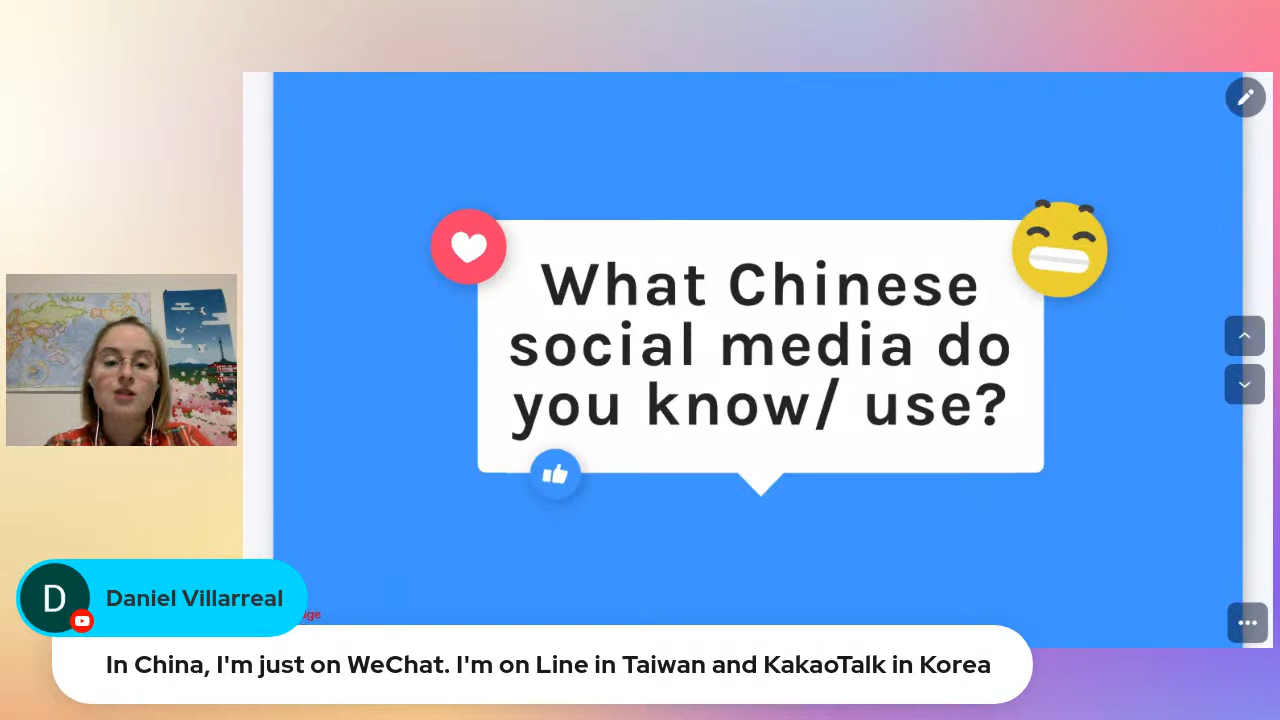 What Chinese
social media do
you know/ use?
D
Daniel Villarreal
In China, I'm just on WeChat. I'm on Line in Taiwan and KakaoTalk in Korea